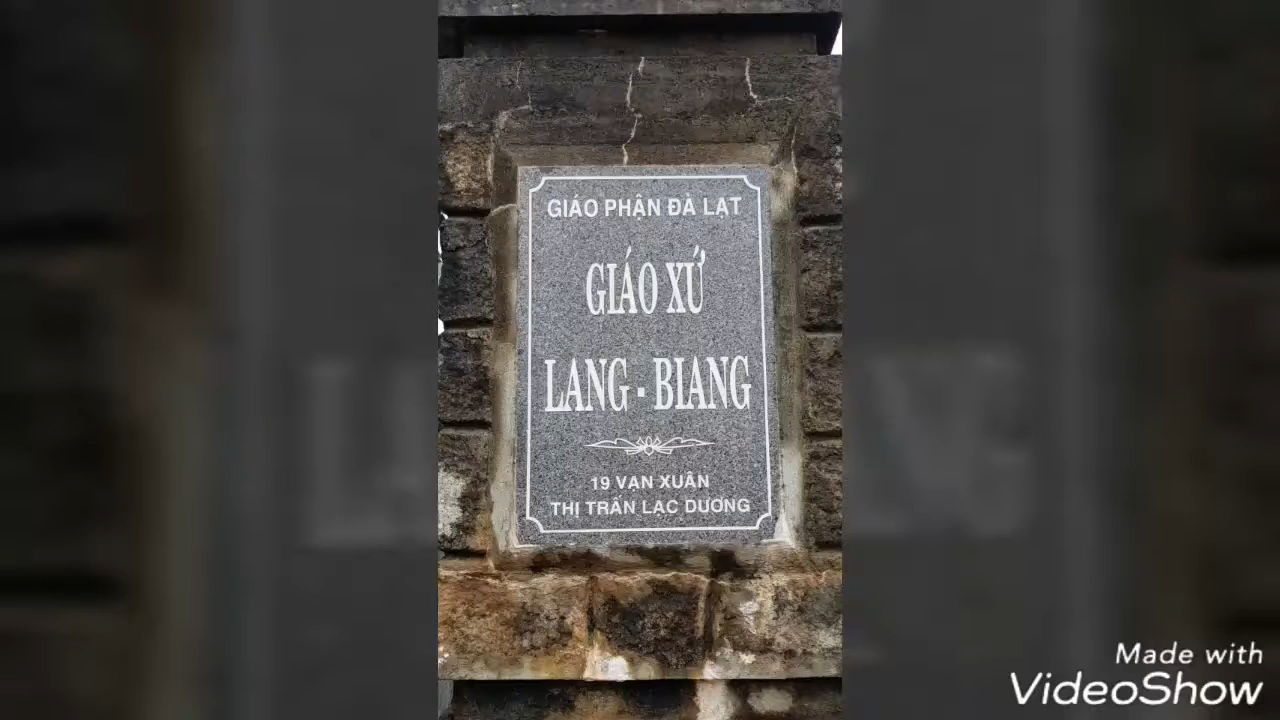 GIÁO PHẬN ĐÀ LẠT
GIÁO XỨ
LANG - BIANG
19 VẠN XUÂN
THỊ TRẤN LẠC DƯƠNG
Made with
VideoShow